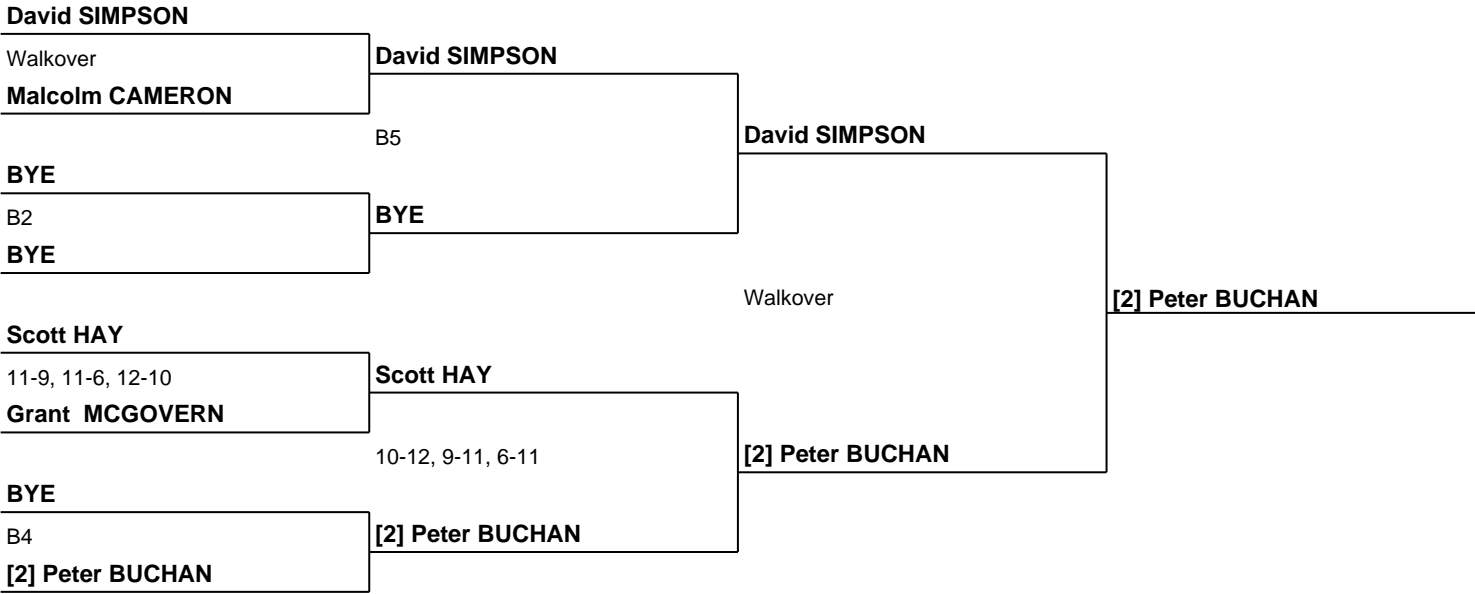 David SIMPSON
Walkover
Malcolm CAMERON
BYE
B2
BYE
Scott HAY
11-9, 11-6, 12-10
Grant  MCGOVERN
BYE
B4
[2] Peter BUCHAN
David SIMPSON
B5
BYE
Scott HAY
10-12, 9-11, 6-11
[2] Peter BUCHAN
David SIMPSON
Walkover
[2] Peter BUCHAN
[2] Peter BUCHAN